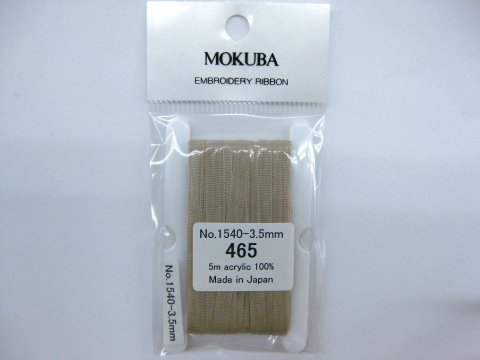 MOKUBA
EMBROIDERY RIBBON
No.1540-3.5mm
465
5m acrylic 100%
Made in Japan
No.1540-3.5mm